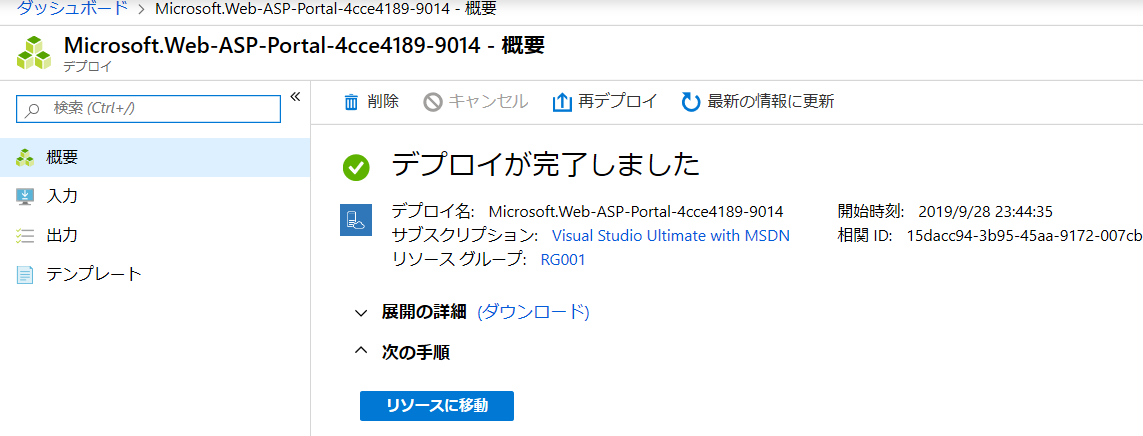 ダッシュボード > Microsoft.Web-ASP-Portal-4cce4189-9014 - 概要
Microsoft.Web-ASP-Portal-4cce4189-9014 - 概要
デプロイ
検索 (Ctrl+/)
«
概要
入力
出力
テンプレート
削除 キャンセル 再デプロイ 最新の情報に更新
デプロイが完了しました
デプロイ名: Microsoft.Web-ASP-Portal-4cce4189-9014 開始時刻: 2019/9/28 23:44:35
サブスクリプション: Visual Studio Ultimate with MSDN 相関 ID: 15dacc94-3b95-45aa-9172-007cb
リソース グループ: RG001
展開の詳細 (ダウンロード)
次の手順
リソースに移動